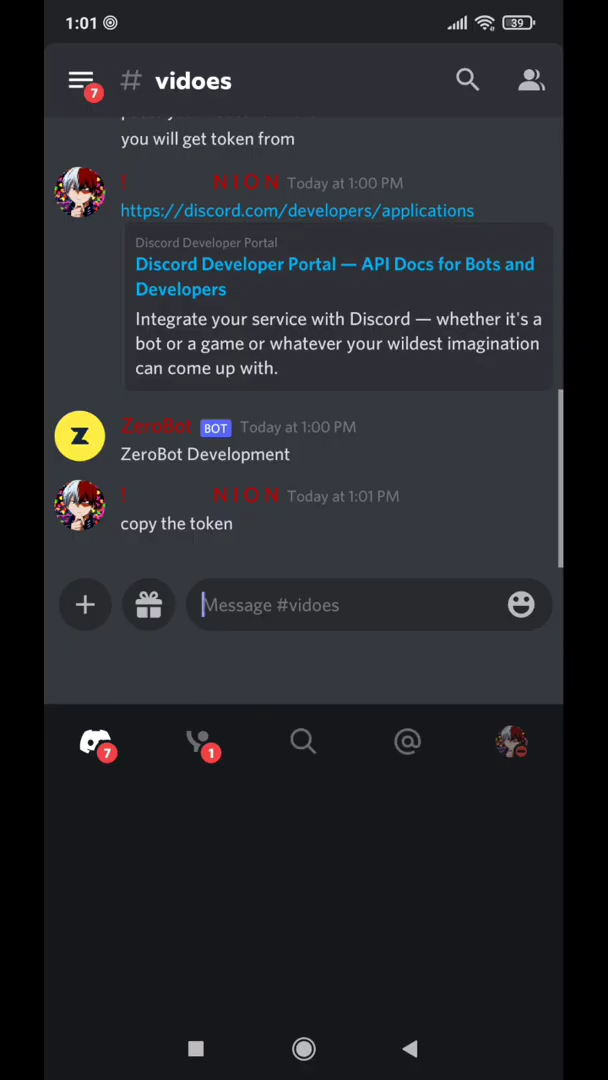 1:01
39
7
# vidoes
you will get token from
! N I O N Today at 1:00 PM
https://discord.com/developers/applications
Discord Developer Portal
Discord Developer Portal — API Docs for Bots and
Developers
Integrate your service with Discord — whether it's a
bot or a game or whatever your wildest imagination
can come up with.
Z
ZeroBot BOT Today at 1:00 PM
ZeroBot Development
! N I O N Today at 1:01 PM
copy the token
Message #vidoes
7
1
@